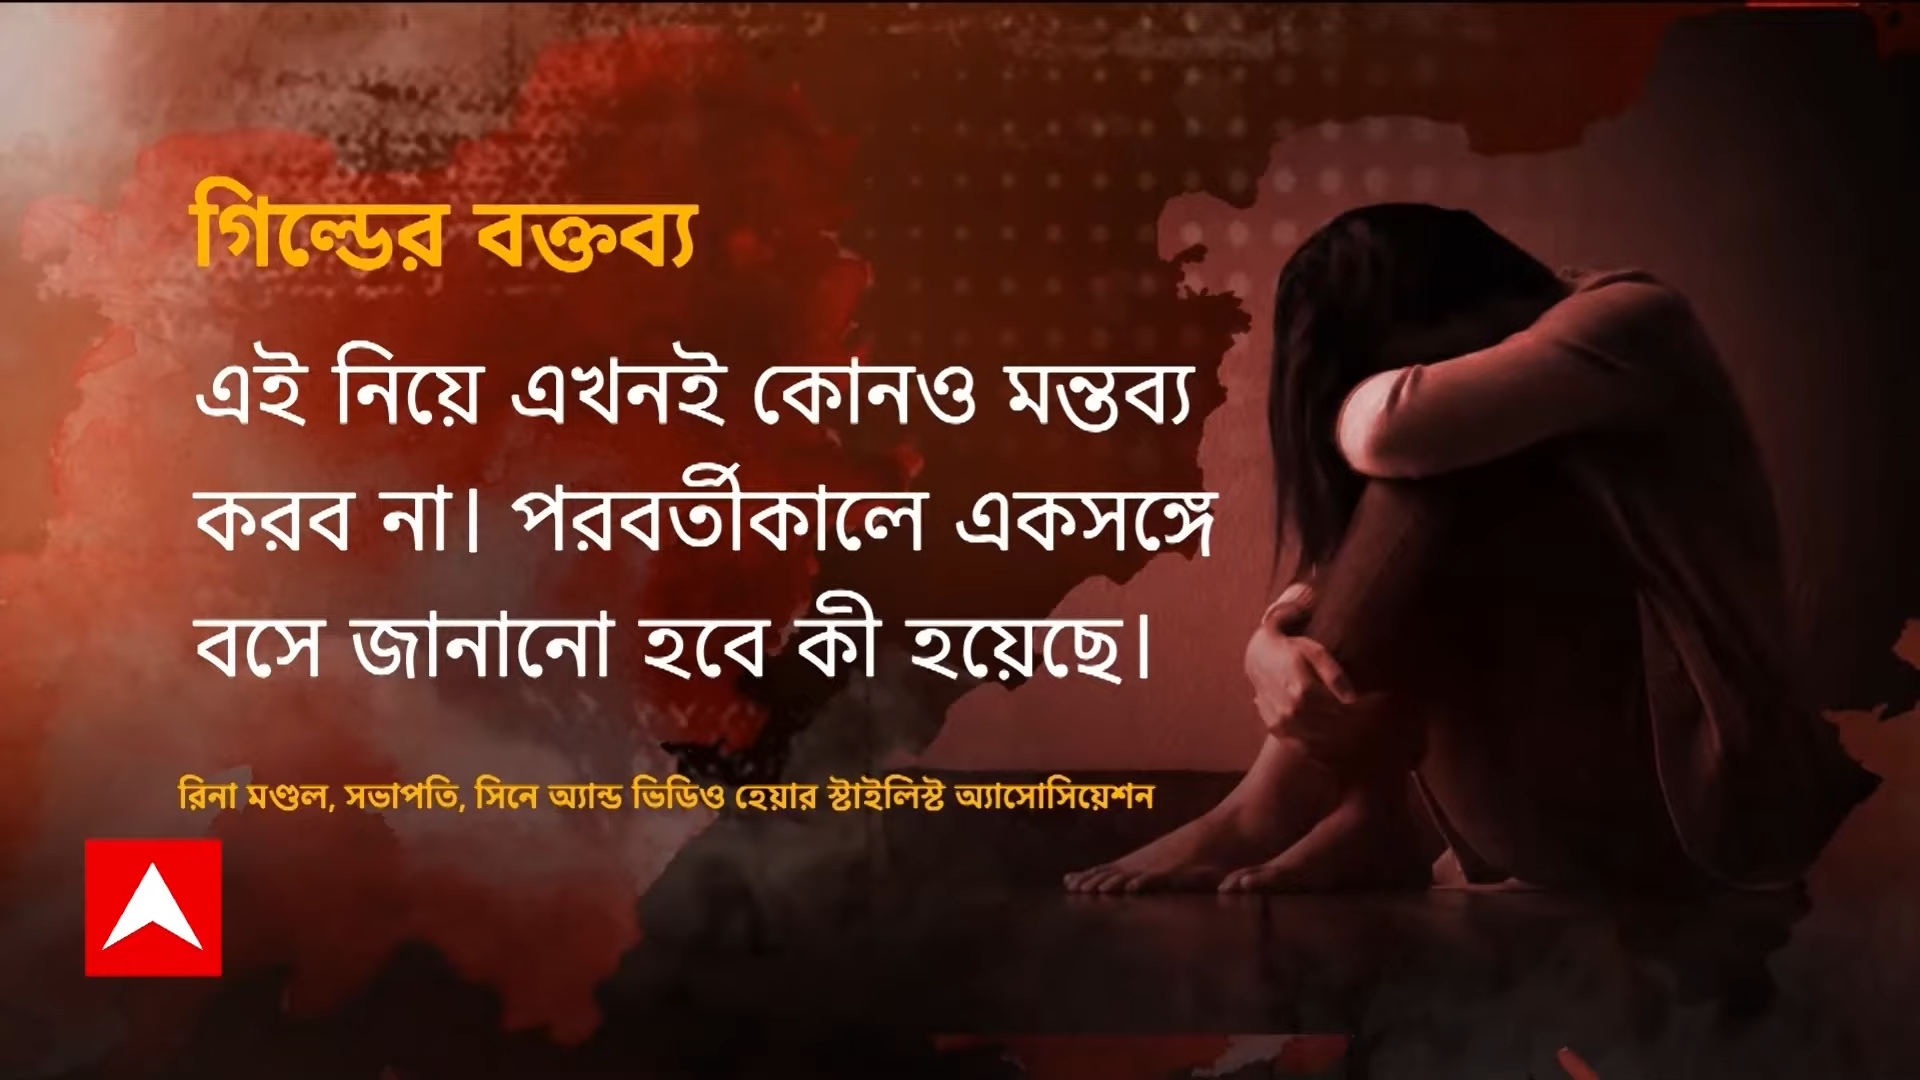 গিল্ডের বক্তব্য
এই নিয়ে এখনই কোনও মন্তব্য
করব না। পরবর্তীকালে একসঙ্গে
বসে জানানো হবে কী হয়েছে।
রিনা মণ্ডল, সভাপতি, সিনে অ্যান্ড ভিডিও হেয়ার স্টাইলিস্ট অ্যাসোসিয়েশন